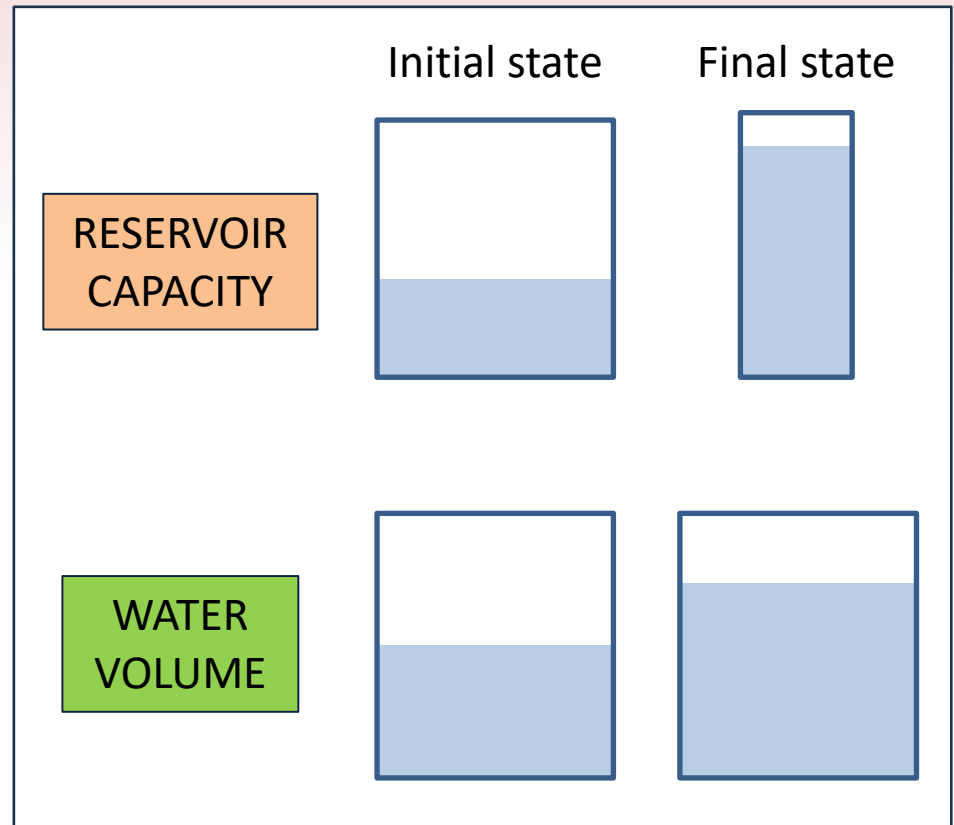 Initial state
Final state
RESERVOIR
CAPACITY
WATER
VOLUME